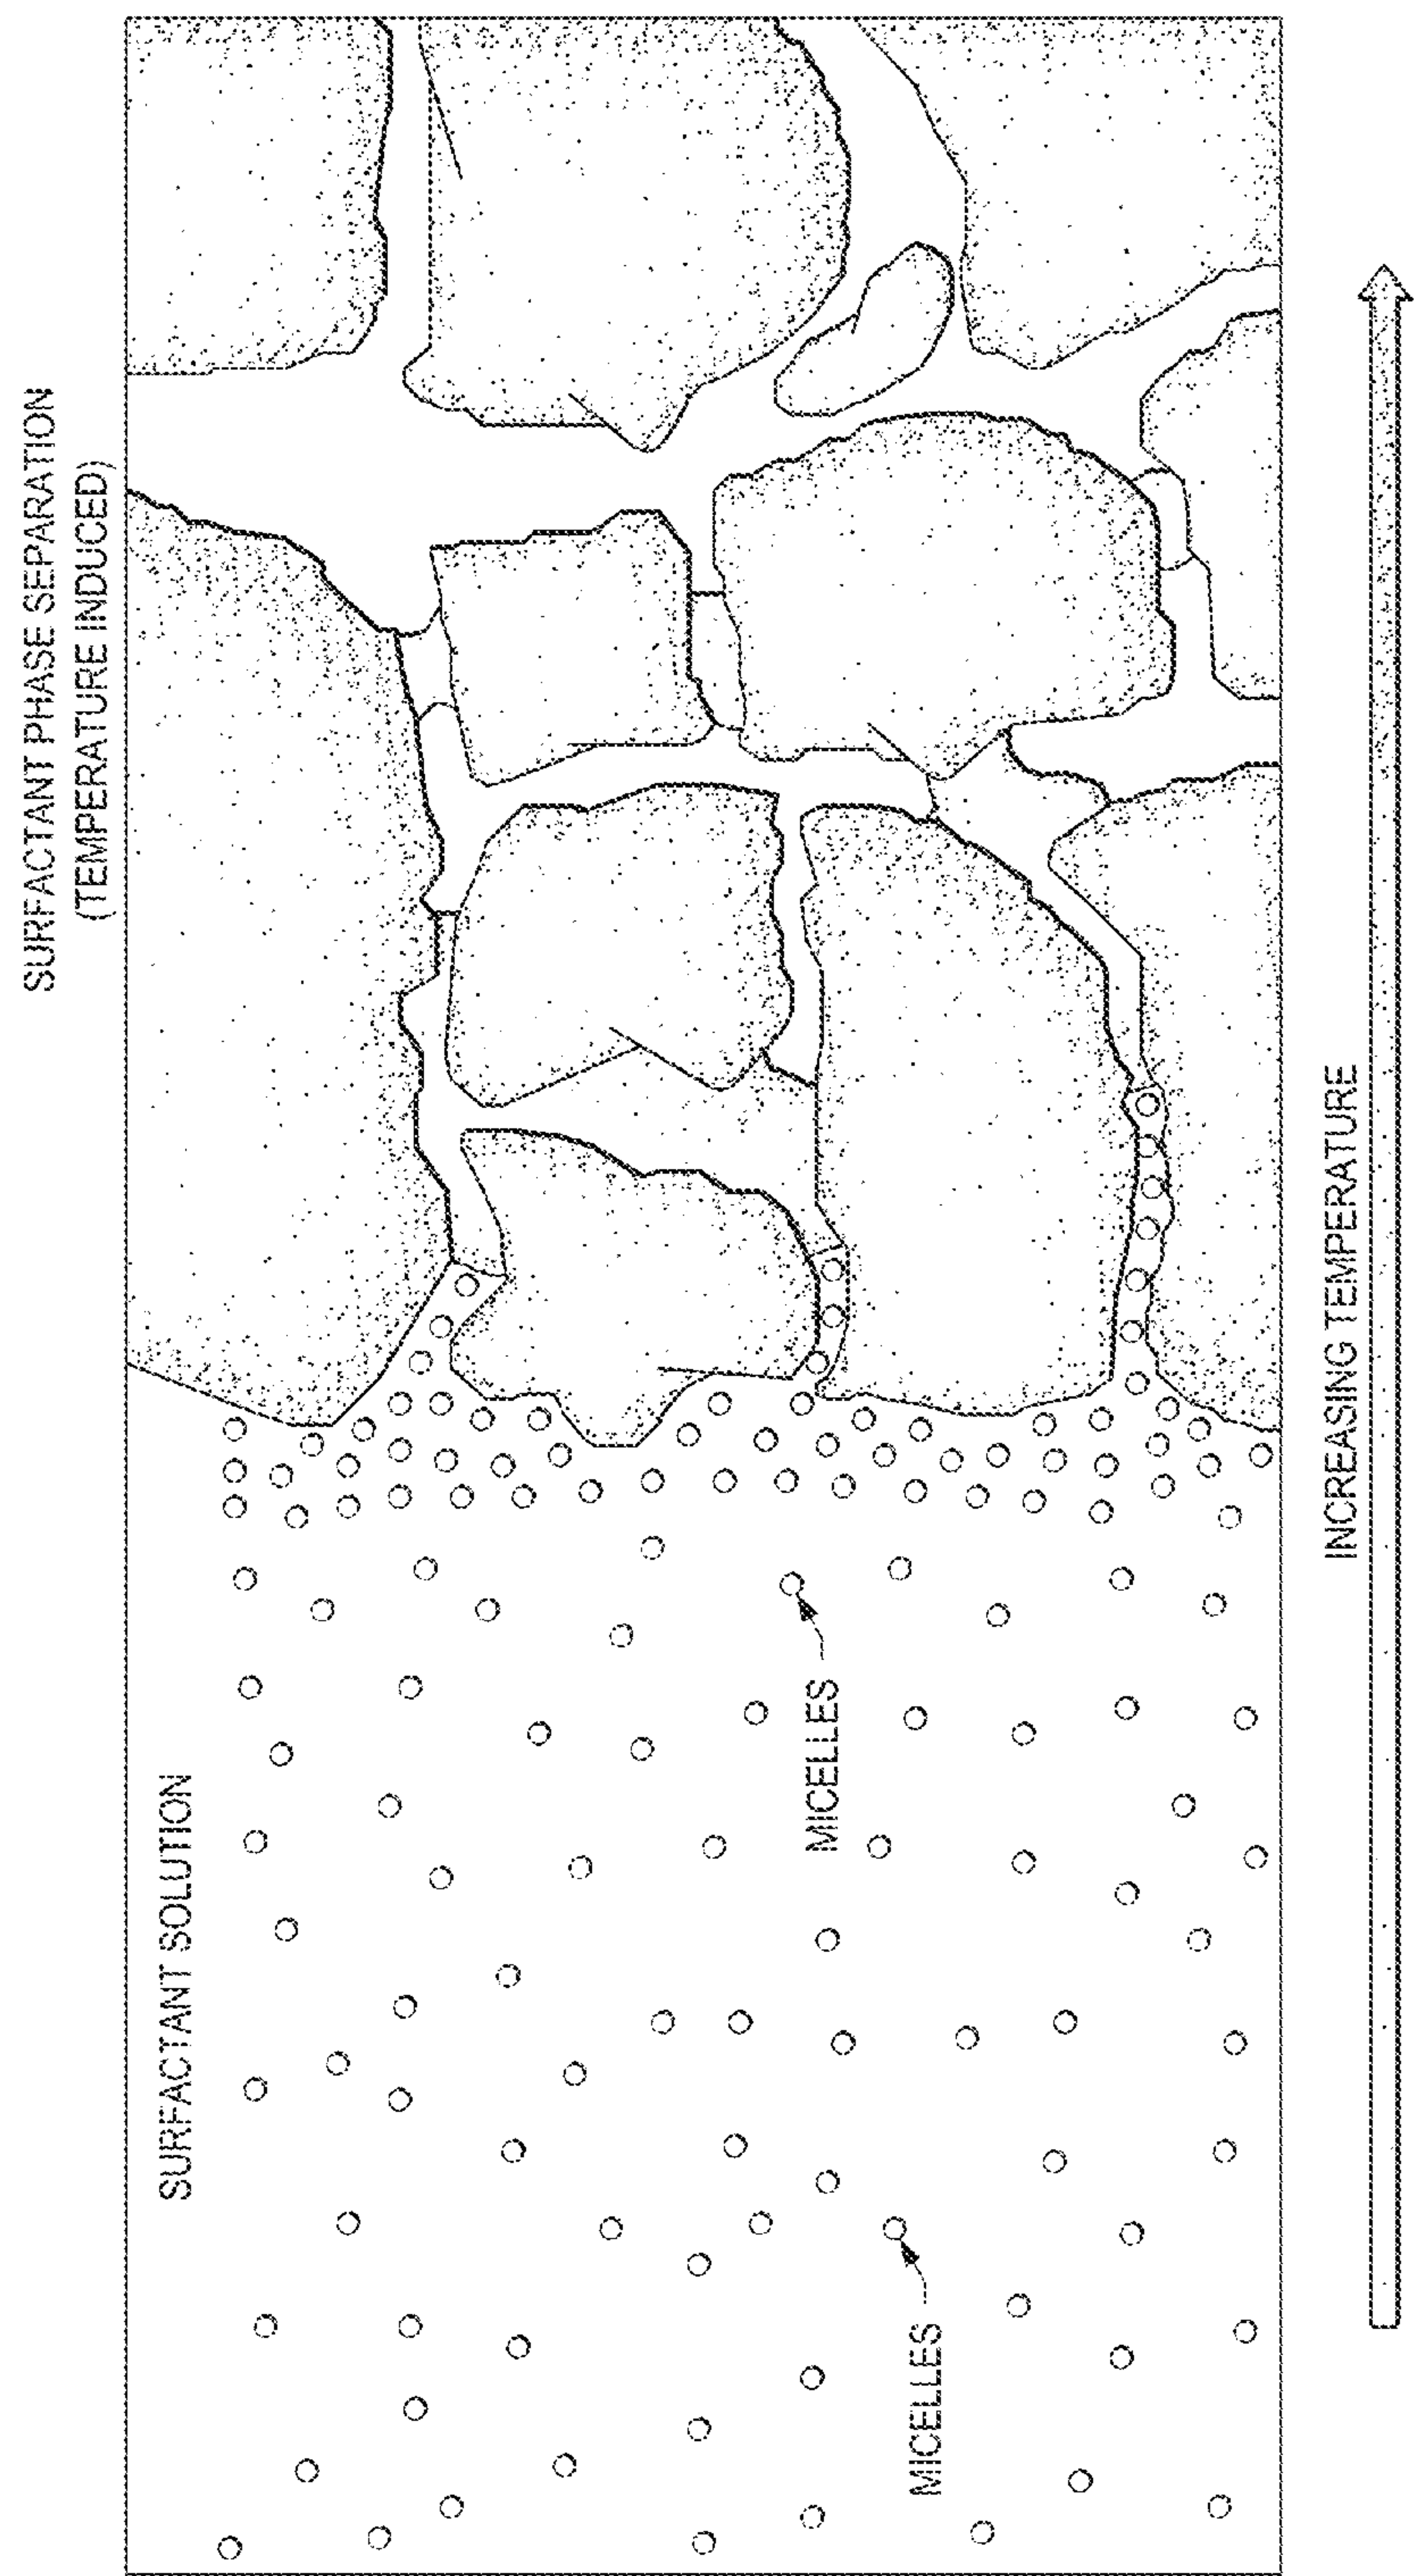 SURFACTANT PHASE SEPARATION
(TEMPERATURE INDUCED)
SURFACTANT SOLUTION
MICELLES
MICELLES
INCREASING TEMPERATURE